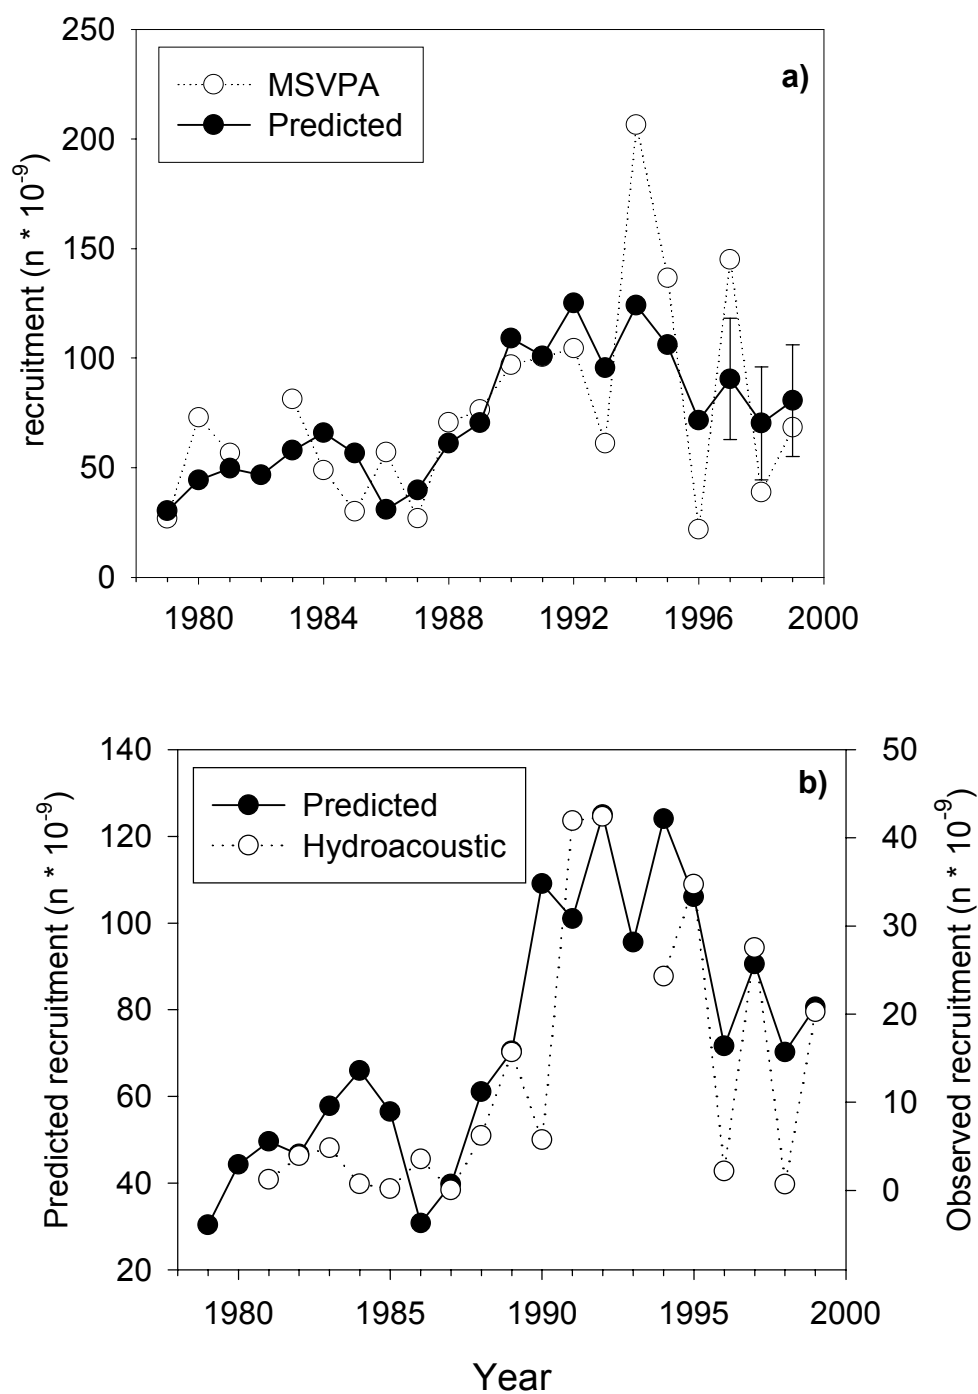 250
200
150
100
50
0
recruitment (n * 10^-9)
MSVPA
Predicted
a)
1980 1984 1988 1992 1996 2000
140
120
100
80
60
40
20
Predicted recruitment (n * 10^-9)
Predicted
Hydroacoustic
b)
50
40
30
20
10
0
Observed recruitment (n * 10^-9)
1980 1985 1990 1995 2000
Year